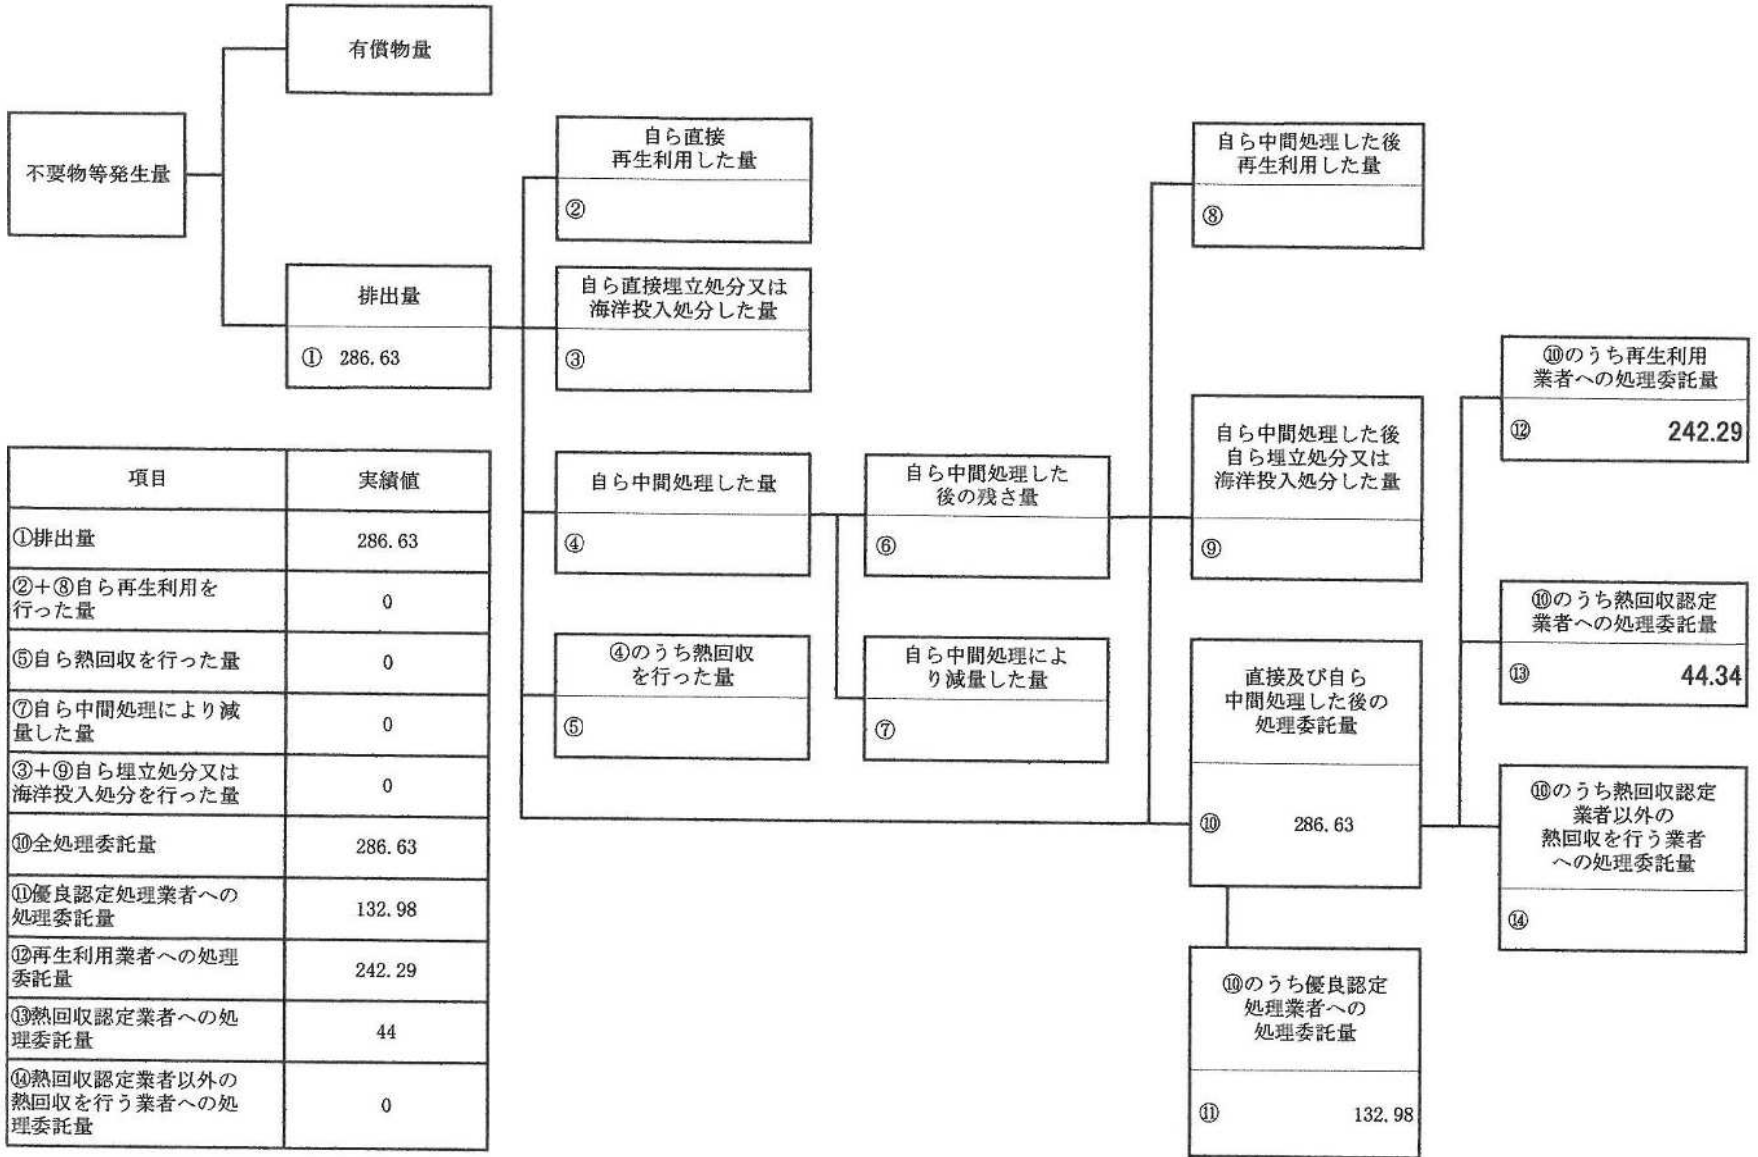 有償物量
不要物等発生量
排出量
① 286.63
自ら直接
再生利用した量
②
自ら直接埋立処分又は
海洋投入処分した量
③
自ら中間処理した量
④
④のうち熱回収
を行った量
⑤
自ら中間処理した
後の残さ量
⑥
自ら中間処理によ
り減量した量
⑦
自ら中間処理した後
再生利用した量
⑧
自ら中間処理した後
自ら埋立処分又は
海洋投入処分した量
⑨
直接及び自ら
中間処理した後の
処理委託量
⑩ 286.63
⑩のうち優良認定
処理業者への
処理委託量
⑪ 132.98
⑩のうち再生利用
業者への処理委託量
⑫ 242.29
⑩のうち熱回収認定
業者への処理委託量
⑬ 44.34
⑩のうち熱回収認定
業者以外の
熱回収を行う業者
への処理委託量
⑭
項目 実績値
①排出量 286.63
②+⑧自ら再生利用を
行った量 0
⑤自ら熱回収を行った量 0
⑦自ら中間処理により減
量した量 0
③+⑨自ら埋立処分又は
海洋投入処分を行った量 0
⑩全処理委託量 286.63
⑪優良認定処理業者への
処理委託量 132.98
⑫再生利用業者への処理
委託量 242.29
⑬熱回収認定業者への処
理委託量 44
⑭熱回収認定業者以外の
熱回収を行う業者への処
理委託量 0